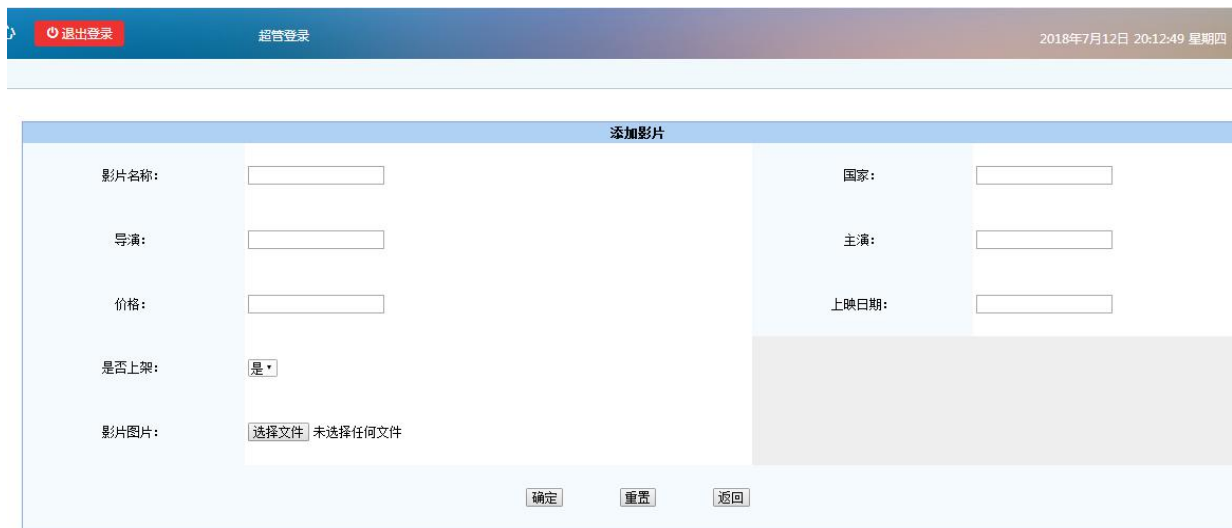 退出登录 超管登录 2018年7月12日 20:12:49 星期四
添加影片
影片名称： 国家：
导演： 主演：
价格： 上映日期：
是否上架： 是
影片图片： 选择文件 未选择任何文件
确定 重置 返回